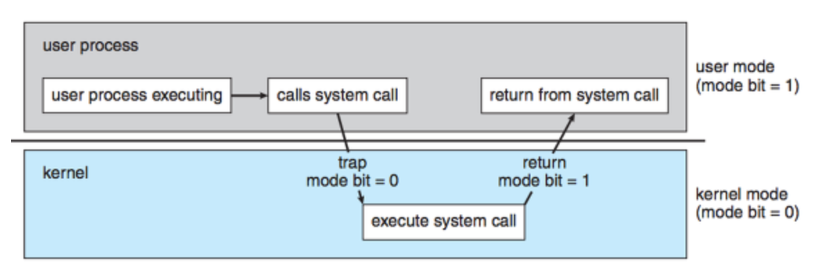 user process
user process executing
calls system call
return from system call
user mode
(mode bit = 1)
trap
mode bit = 0
return
mode bit = 1
kernel
execute system call
kernel mode
(mode bit = 0)